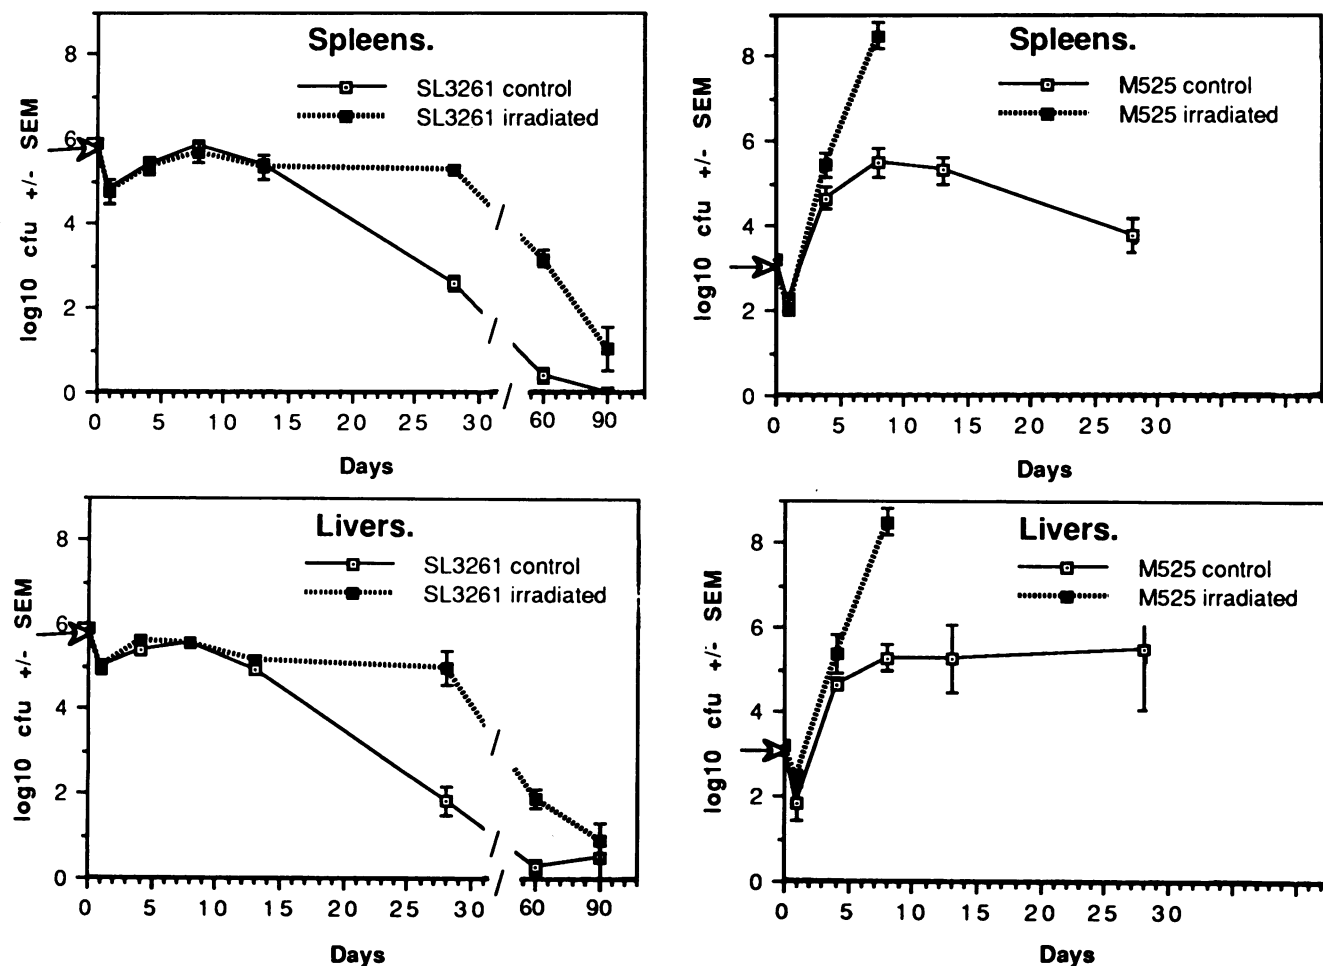 Spleens.
SL3261 control
SL3261 irradiated
log10 cfu +/- SEM
8
6
4
2
0
0 5 10 15 20 25 30 60 90
Days
Spleens.
M525 control
M525 irradiated
log10 cfu +/- SEM
8
6
4
2
0
0 5 10 15 20 25 30
Days
Livers.
SL3261 control
SL3261 irradiated
log10 cfu +/- SEM
8
6
4
2
0
0 5 10 15 20 25 30 60 90
Days
Livers.
M525 control
M525 irradiated
log10 cfu +/- SEM
8
6
4
2
0
0 5 10 15 20 25 30
Days